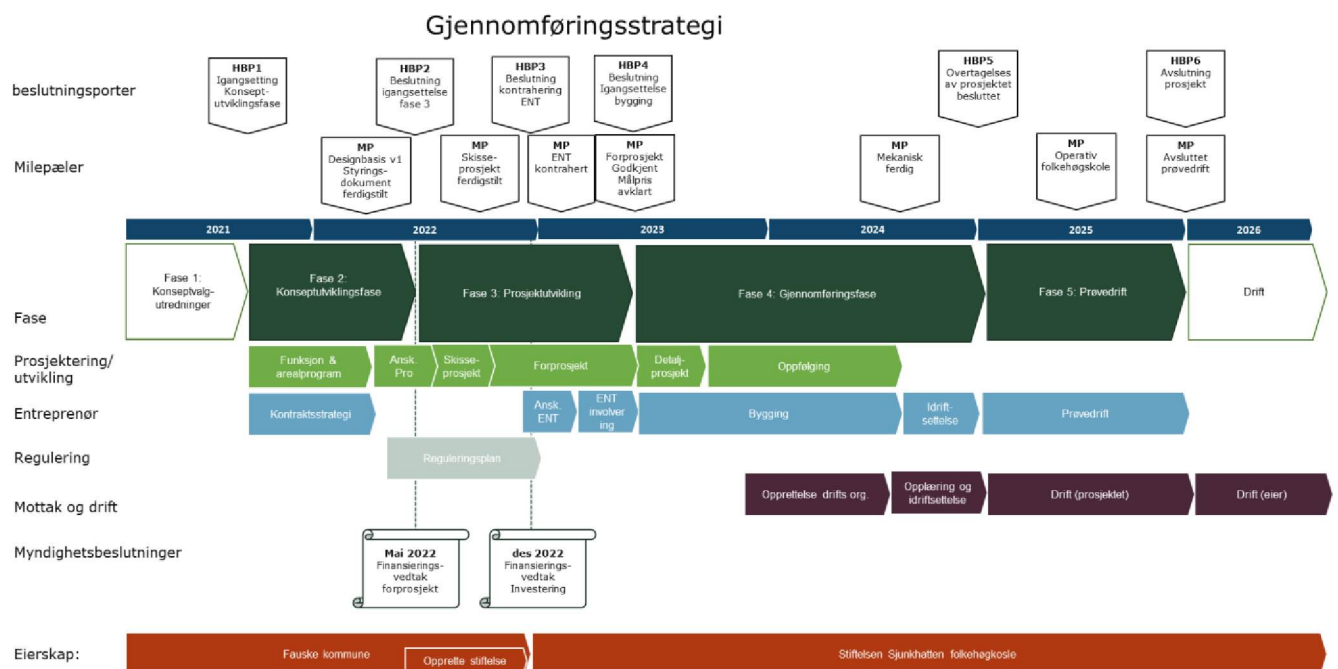 Gjennomføringsstrategi
beslutningsporter
HBP1
Igangsetting
Konsept-
utviklingsfase
HBP2
Beslutning
igangsettelse
fase 3
HBP3
Beslutning
kontrahering
ENT
HBP4
Beslutning
Igangsettelse
bygging
HBP5
Overtagelses
av prosjektet
besluttet
HBP6
Avslutning
prosjekt
Milepæler
MP
Designbasis v1
Styrings-
dokument
ferdigstilt
MP
Skisse-
prosjekt
ferdigstilt
MP
ENT
kontrahert
MP
Forprosjekt
Godkjent
Målpris
avklart
MP
Mekanisk
ferdig
MP
Operativ
folkehøgskole
MP
Avsluttet
prøvedrift
2021
2022
2023
2024
2025
2026
Fase
Fase 1:
Konseptvalg-
utredninger
Fase 2:
Konseptutviklingsfase
Fase 3: Prosjektutvikling
Fase 4: Gjennomføringsfase
Fase 5: Prøvedrift
Drift
Prosjektering/
utvikling
Funksjon &
arealprogram
Ansk.
Pro
Skisse-
prosjekt
Forprosjekt
Detalj-
prosjekt
Oppfølging
Entreprenør
Kontraktsstrategi
Ansk.
ENT
ENT
involver
ing
Bygging
Idrift-
settelse
Prøvedrift
Regulering
Reguleringsplan
Mottak og drift
Opprettelse drifts org.
Opplæring og
idriftsettelse
Drift (prosjektet)
Drift (eier)
Myndighetsbeslutninger
Mai 2022
Finansierings-
vedtak
forprosjekt
des 2022
Finansierings-
vedtak
Investering
Eierskap:
Fauske kommune
Opprette stiftelse
Stiftelsen Sjunkhatten folkehøgkosle